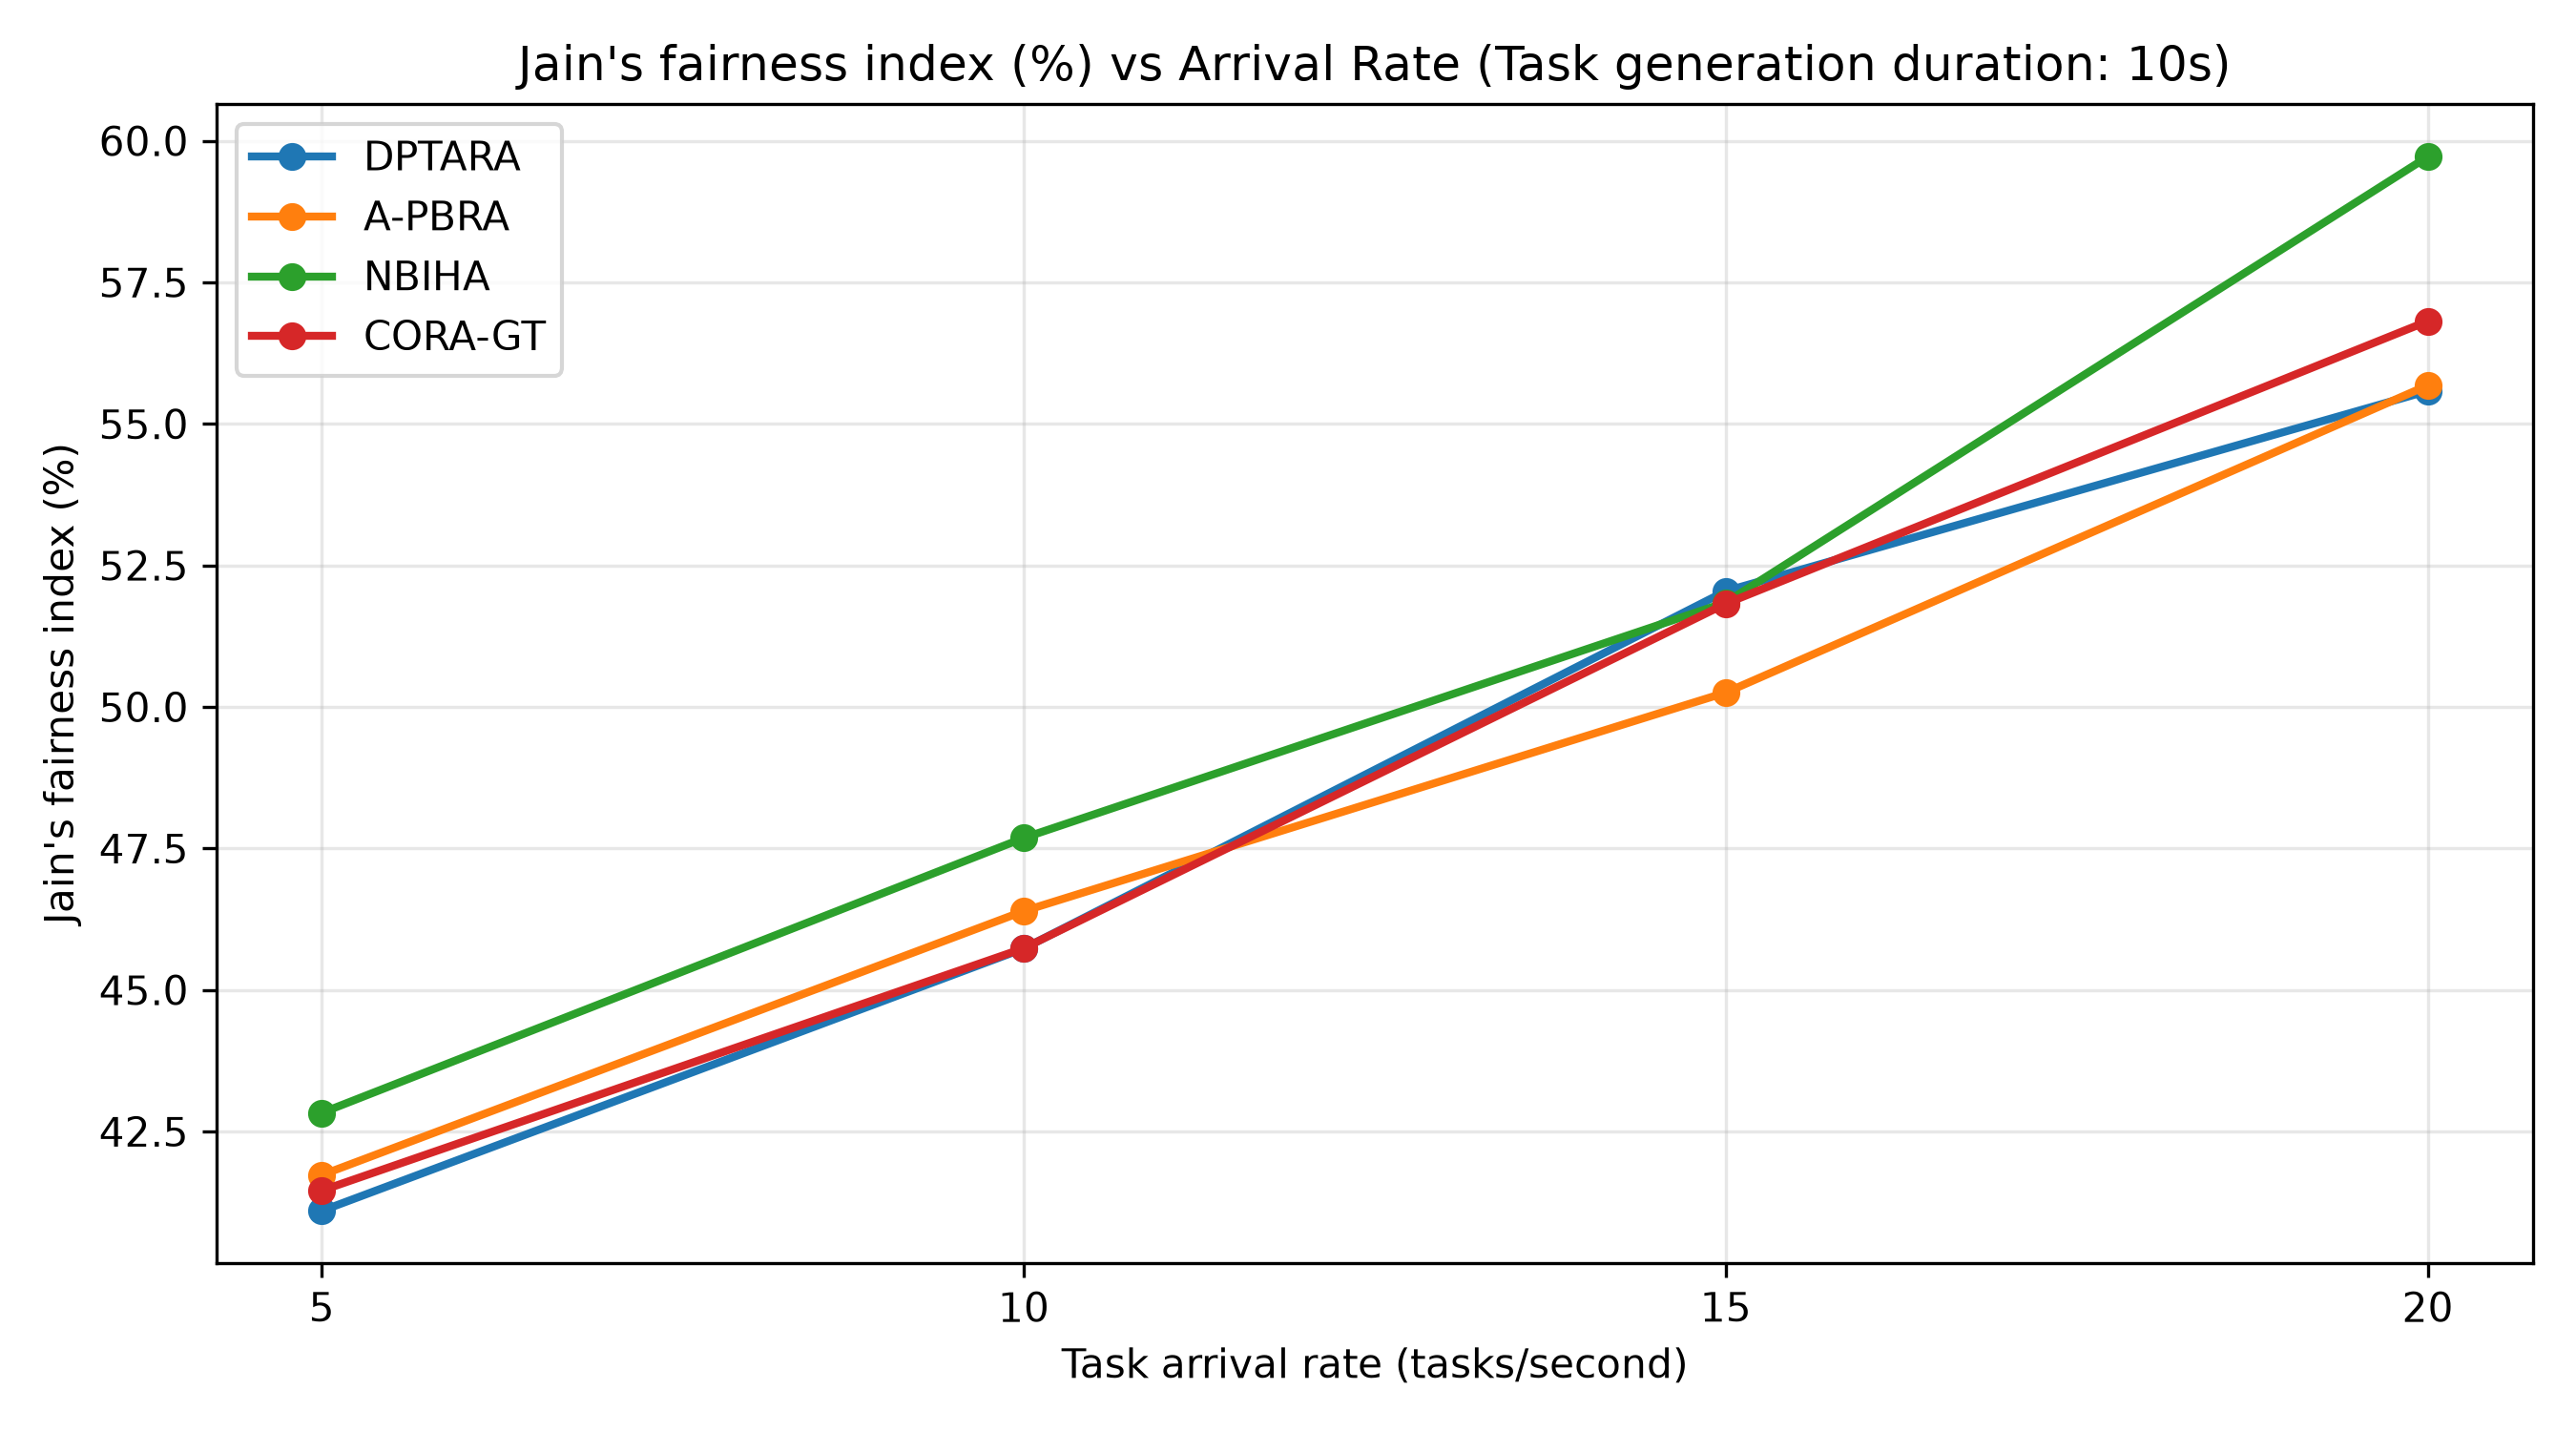 Jain's fairness index (%) vs Arrival Rate (Task generation duration: 10s)
DPTARA
A-PBRA
NBIHA
CORA-GT
Jain's fairness index (%)
60.0
57.5
55.0
52.5
50.0
47.5
45.0
42.5
5 10 15 20
Task arrival rate (tasks/second)